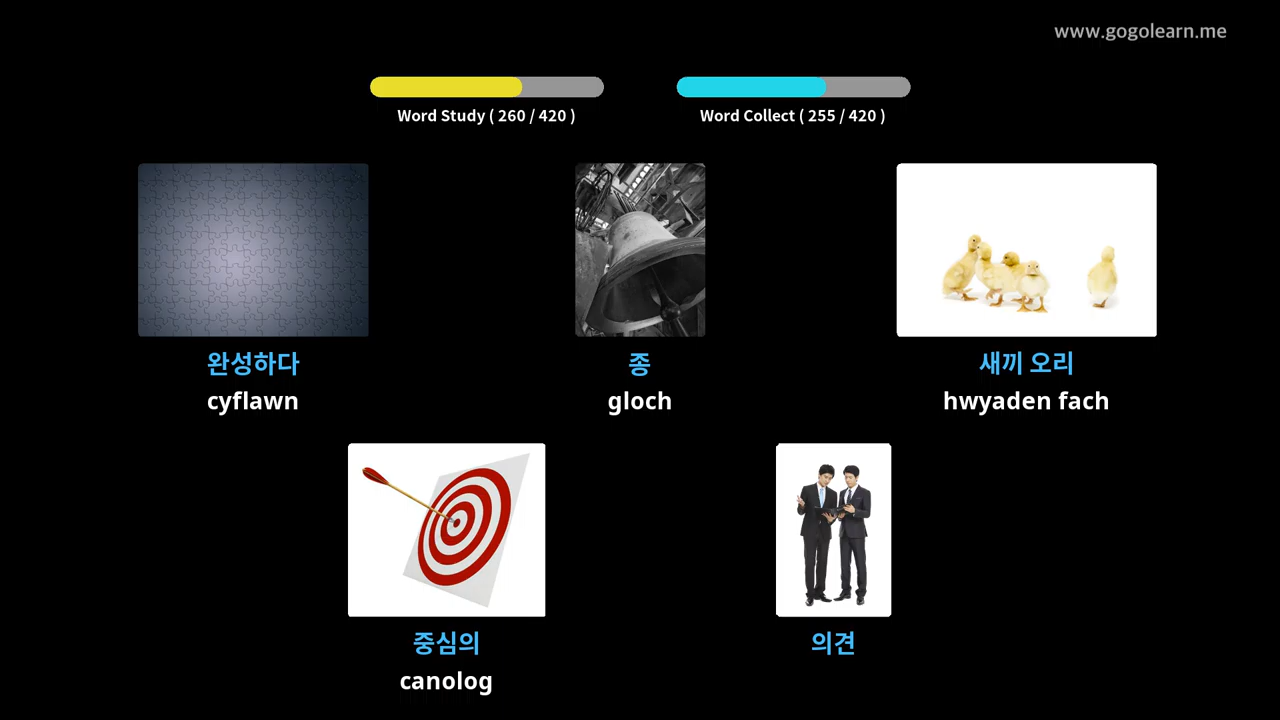 www.gogolearn.me
Word Study ( 260 / 420 )
Word Collect ( 255 / 420 )
완성하다
cyflawn
종
gloch
새끼 오리
hwyaden fach
중심의
canolog
의견